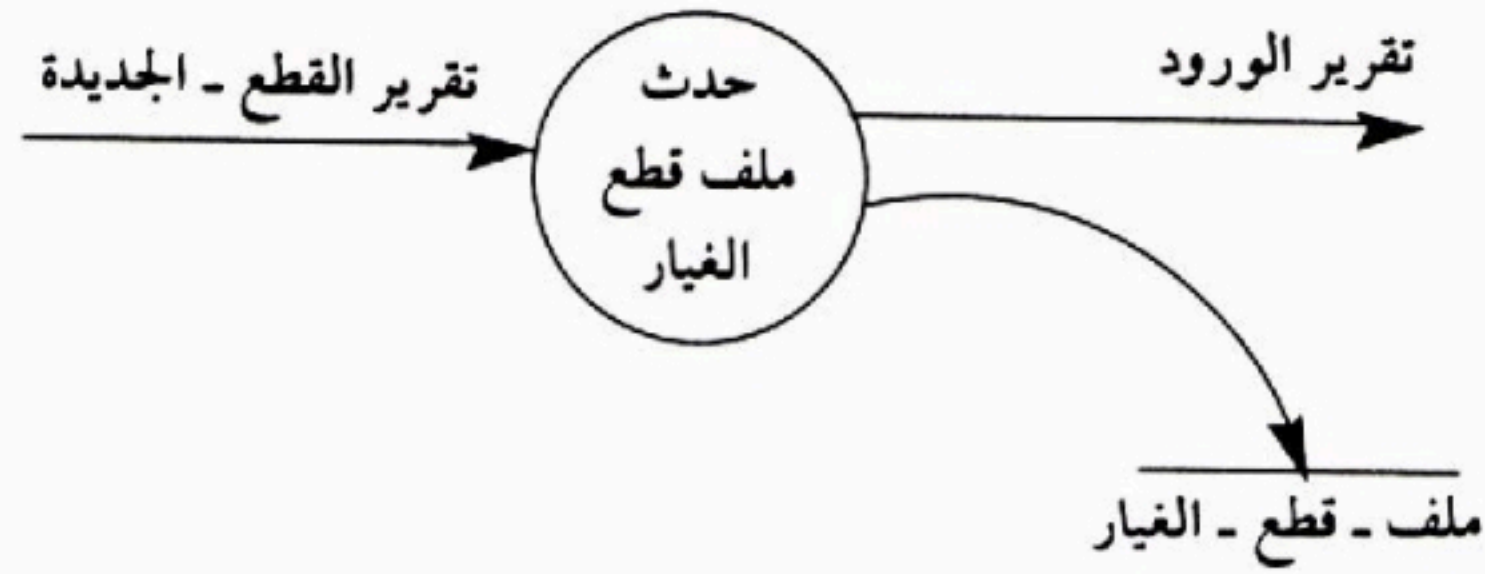 تقرير القطع ـ الجديدة
حدث
ملف قطع
الغيار
تقرير الورود
ملف ـ قطع ـ الغيار